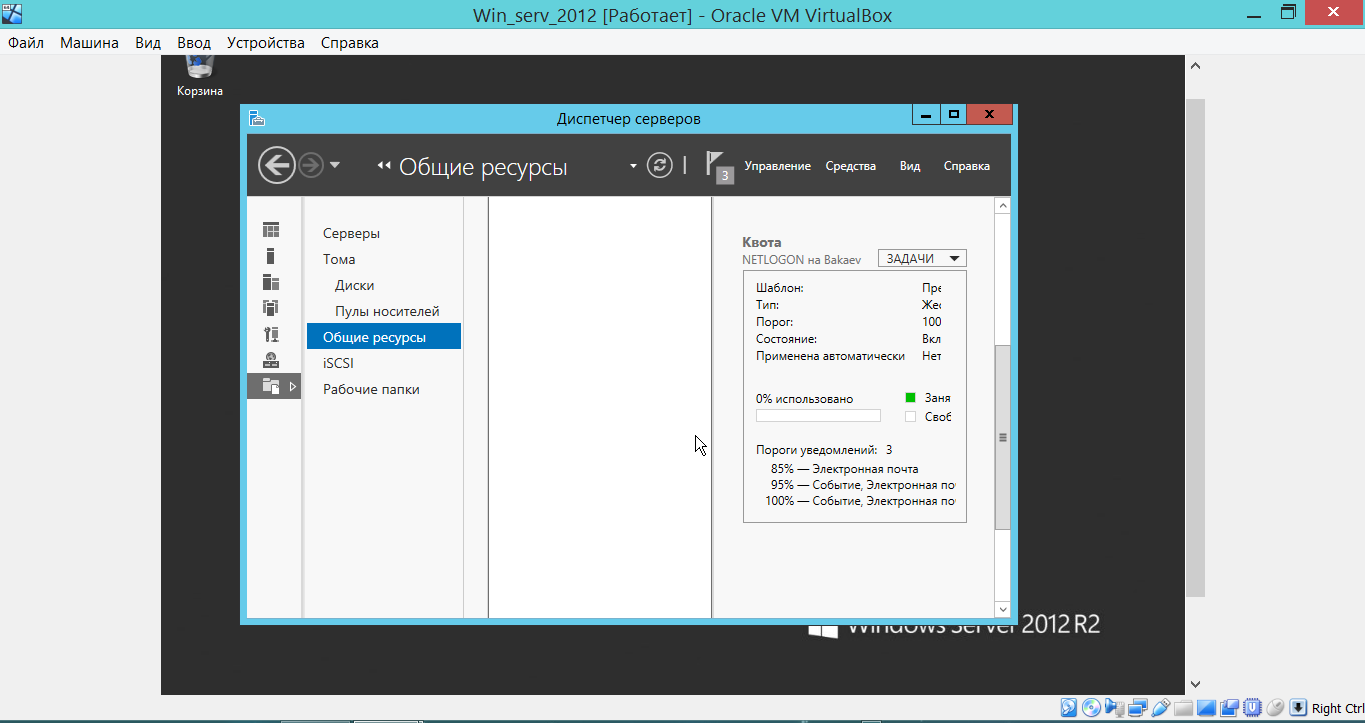 Win_serv_2012 [Работает] - Oracle VM VirtualBox
Файл Машина Вид Ввод Устройства Справка
Корзина
Диспетчер серверов
Общие ресурсы
3
Управление Средства Вид Справка
Серверы
Тома
Диски
Пулы носителей
Общие ресурсы
iSCSI
Рабочие папки
Квота
NETLOGON на Bakaev
ЗАДАЧИ
Шаблон: Пре
Тип: Жес
Порог: 100
Состояние: Вкл
Применена автоматически Нет
0% использовано
Заня
Своб
Пороги уведомлений: 3
85% — Электронная почта
95% — Событие, Электронная по
100% — Событие, Электронная по
Windows Server 2012 R2
Right Ctrl